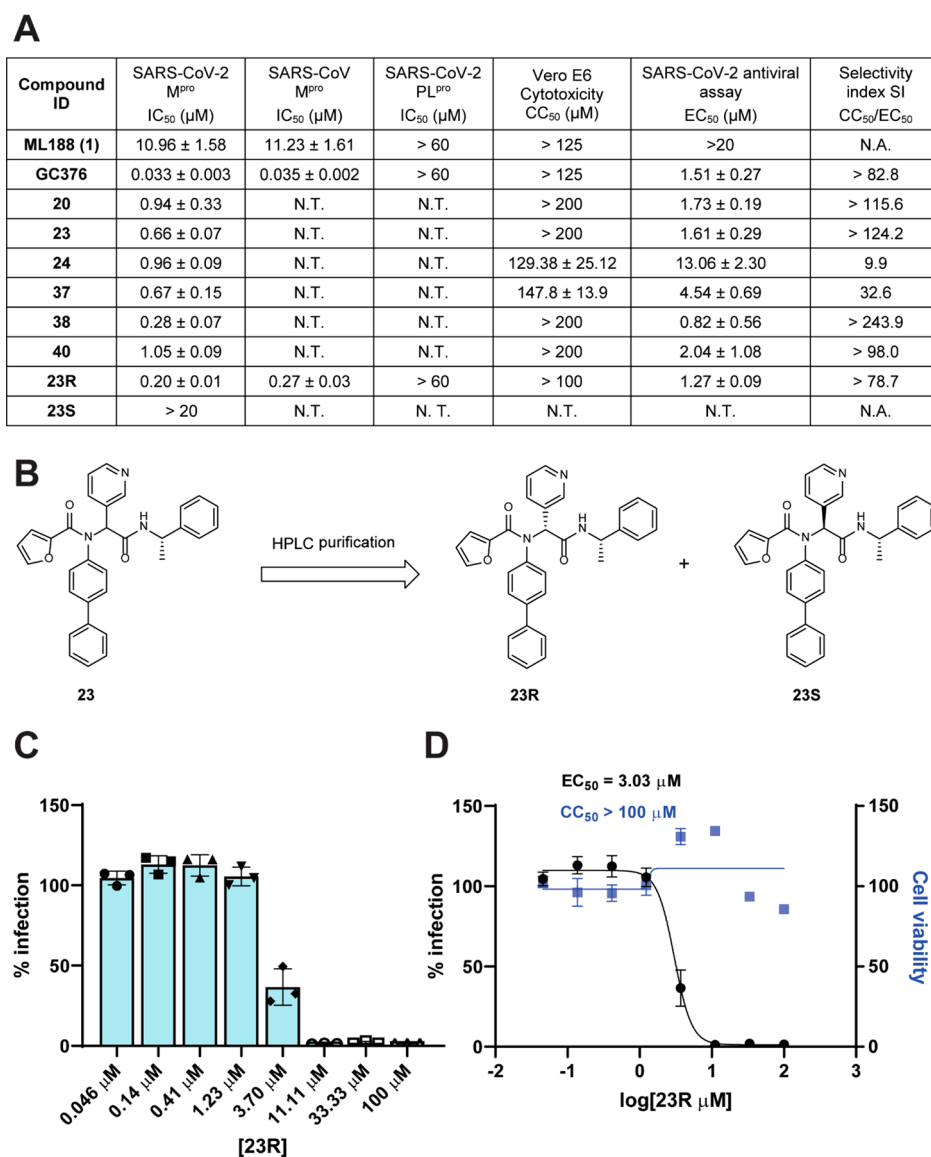 A
Compound ID SARS-CoV-2 Mpro IC50 (μM) SARS-CoV Mpro IC50 (μM) SARS-CoV-2 PLpro IC50 (μM) Vero E6 Cytotoxicity CC50 (μM) SARS-CoV-2 antiviral assay EC50 (μM) Selectivity index SI CC50/EC50
ML188 (1) 10.96 ± 1.58 11.23 ± 1.61 > 60 > 125 >20 N.A.
GC376 0.033 ± 0.003 0.035 ± 0.002 > 60 > 125 1.51 ± 0.27 > 82.8
20 0.94 ± 0.33 N.T. N.T. > 200 1.73 ± 0.19 > 115.6
23 0.66 ± 0.07 N.T. N.T. > 200 1.61 ± 0.29 > 124.2
24 0.96 ± 0.09 N.T. N.T. 129.38 ± 25.12 13.06 ± 2.30 9.9
37 0.67 ± 0.15 N.T. N.T. 147.8 ± 13.9 4.54 ± 0.69 32.6
38 0.28 ± 0.07 N.T. N.T. > 200 0.82 ± 0.56 > 243.9
40 1.05 ± 0.09 N.T. N.T. > 200 2.04 ± 1.08 > 98.0
23R 0.20 ± 0.01 0.27 ± 0.03 > 60 > 100 1.27 ± 0.09 > 78.7
23S > 20 N.T. N. T. N.T. N.T. N.A.
B
N
O
H
N
N
O
O
23
HPLC purification
N
O
H
N
N
O
O
23R
+
N
O
H
N
N
O
O
23S
C
% infection
150
100
50
0
0.046 μM
0.14 μM
0.41 μM
1.23 μM
3.70 μM
11.11 μM
33.33 μM
100 μM
[23R]
D
EC50 = 3.03 μM
CC50 > 100 μM
% infection
150
100
50
0
150
100
50
0
Cell viability
-2 -1 0 1 2 3
log[23R μM]